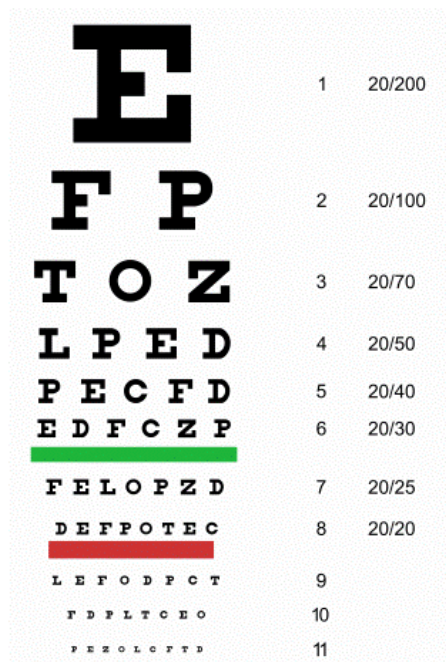 E 1 20/200
F P 2 20/100
T O Z 3 20/70
L P E D 4 20/50
P E C F D 5 20/40
E D F C Z P 6 20/30
F E L O P Z D 7 20/25
D E F P O T E C 8 20/20
L E F O D P C T 9
F D P L T C E O 10
P E Z O L C F T D 11